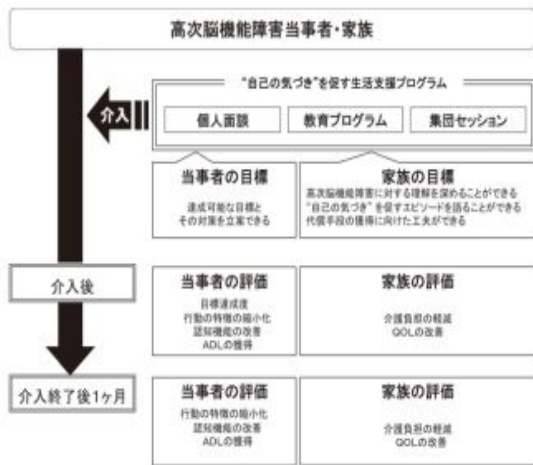 高次脳機能障害当事者・家族
“自己の気づき”を促す生活支援プログラム
介入
個人面談
教育プログラム
集団セッション
当事者の目標
達成可能な目標と
その対策を立案できる
家族の目標
高次脳機能障害に対する理解を深めることができる
“自己の気づき”を促すエピソードを語ることができる
代償手段の獲得に向けた工夫ができる
介入後
当事者の評価
目標達成度
行動の特徴の縮小化
認知機能の改善
ADLの獲得
家族の評価
介護負担の軽減
QOLの改善
介入終了後1ヶ月
当事者の評価
行動の特徴の縮小化
認知機能の改善
ADLの獲得
家族の評価
介護負担の軽減
QOLの改善